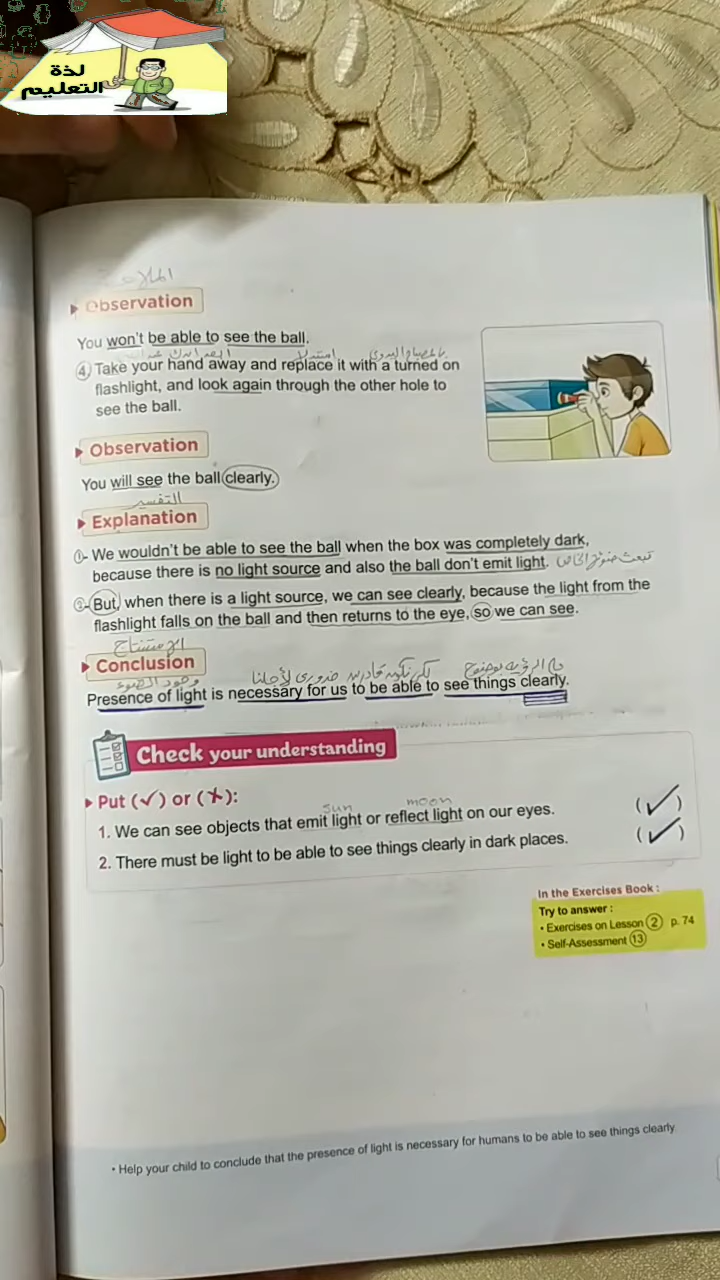 لذة
التعليم
Observation
You won't be able to see the ball.
4 Take your hand away and replace it with a turned on
flashlight, and look again through the other hole to
see the ball.
Observation
You will see the ball clearly.
التفسير
Explanation
1- We wouldn't be able to see the ball when the box was completely dark,
because there is no light source and also the ball don't emit light.
2- But, when there is a light source, we can see clearly, because the light from the
flashlight falls on the ball and then returns to the eye, so we can see.
الاستنتاج
Conclusion
وجود الضوء ضرورى لأجلنا
Presence of light is necessary for us to be able to see things clearly.
Check your understanding
Put (✓) or (✗):
sun moon
1. We can see objects that emit light or reflect light on our eyes. (✓)
2. There must be light to be able to see things clearly in dark places. (✓)
In the Exercises Book :
Try to answer :
• Exercises on Lesson 2 p. 74
• Self-Assessment 13
• Help your child to conclude that the presence of light is necessary for humans to be able to see things clearly